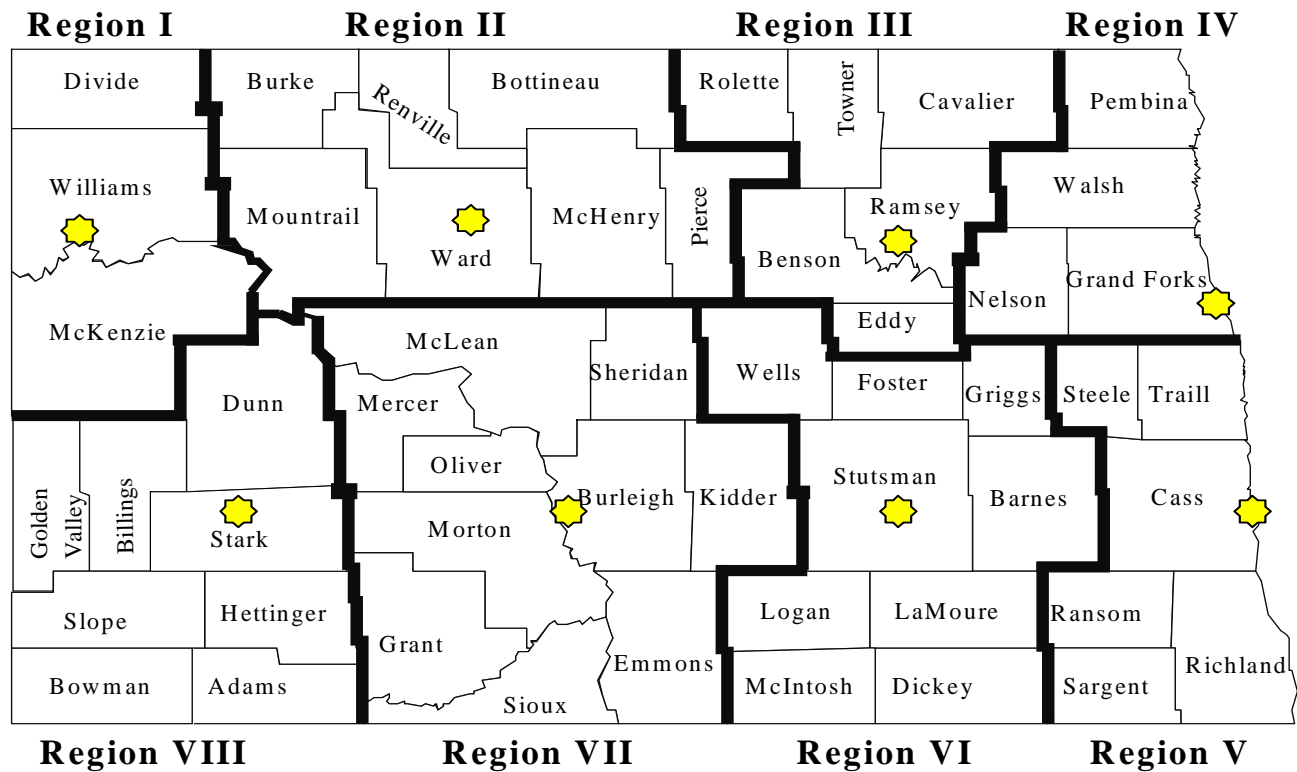 Region I
Region II
Region III
Region IV
Divide
Burke
Renville
Bottineau
Rolette
Towner
Cavalier
Pembina
Williams
Mountrail
Ward
McHenry
Pierce
Benson
Ramsey
Walsh
Nelson
Grand Forks
McKenzie
McLean
Sheridan
Wells
Eddy
Foster
Griggs
Steele
Traill
Dunn
Mercer
Oliver
Burleigh
Kidder
Stutsman
Barnes
Cass
Golden
Valley
Billings
Stark
Morton
Slope
Hettinger
Grant
Emmons
Logan
LaMoure
Ransom
Richland
Bowman
Adams
Sioux
McIntosh
Dickey
Sargent
Region VIII
Region VII
Region VI
Region V